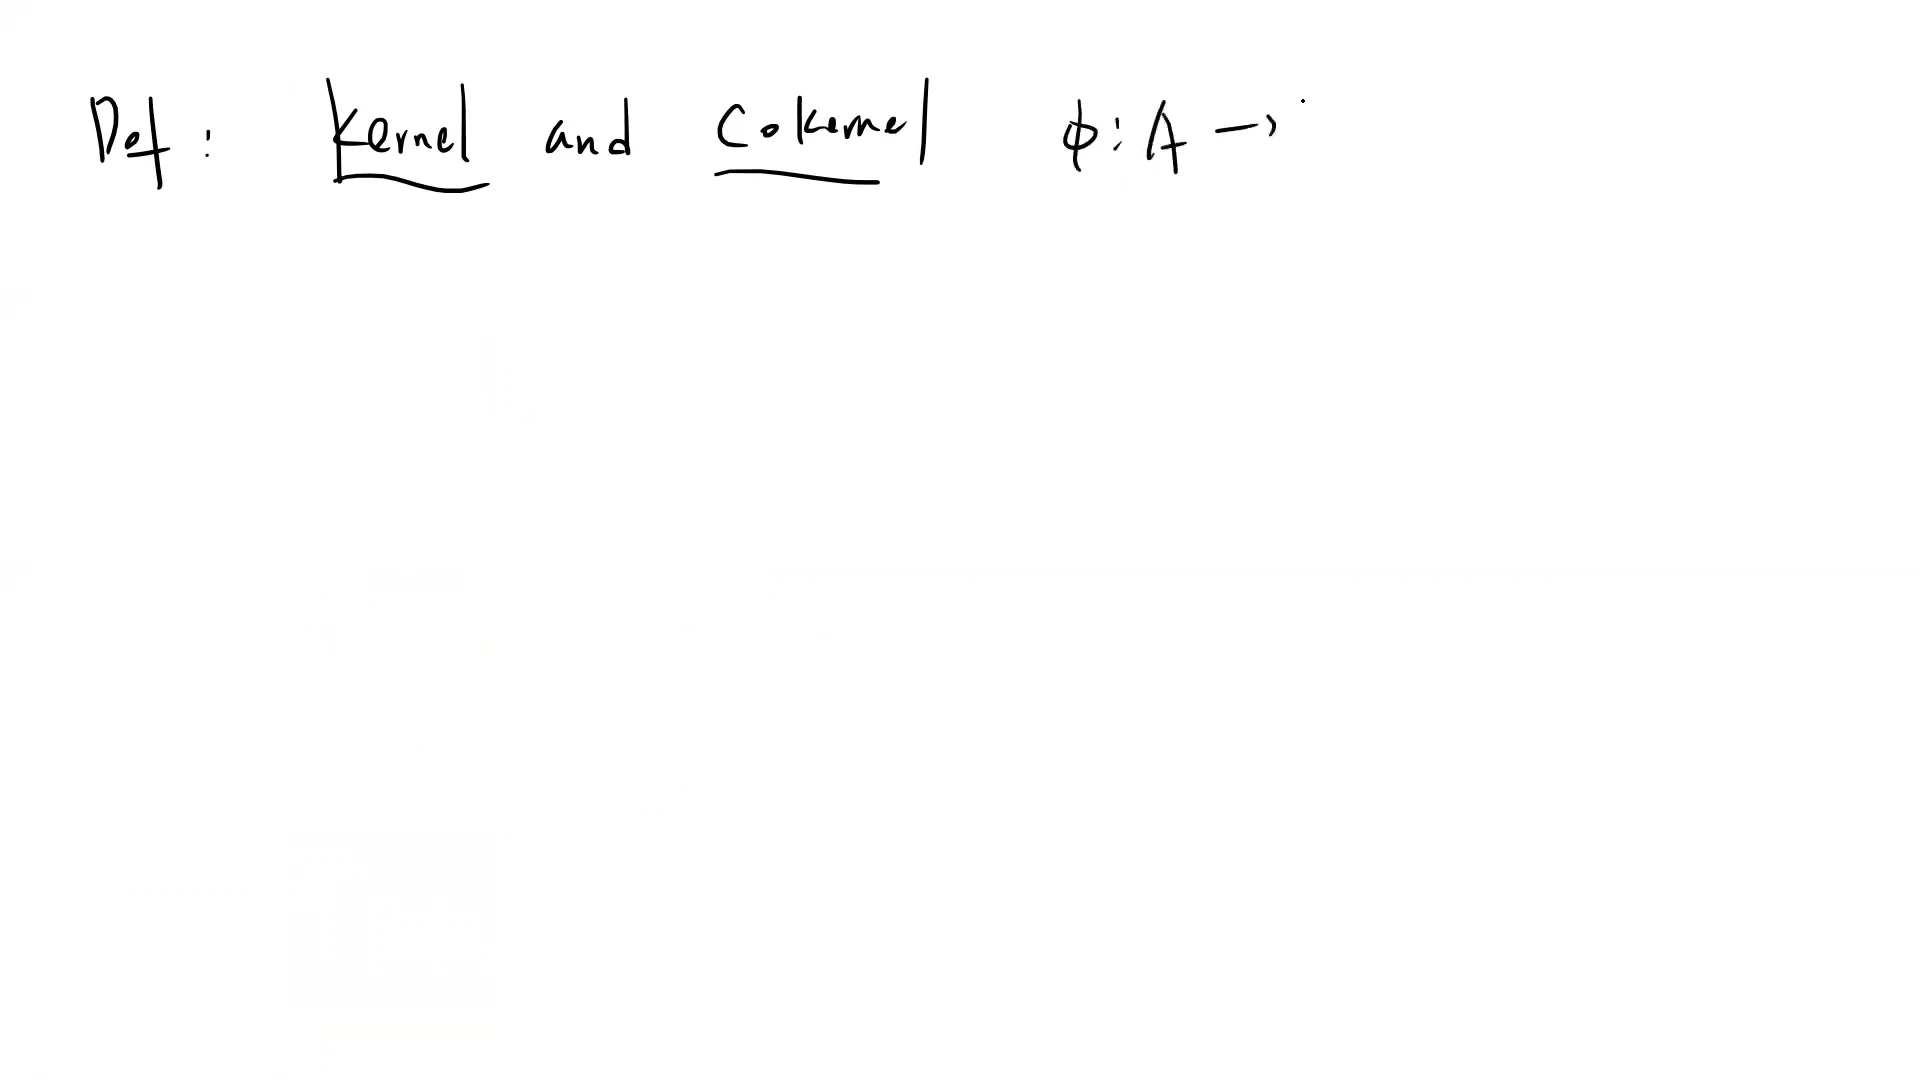 Def : Kernel and Cokernel ϕ : A →